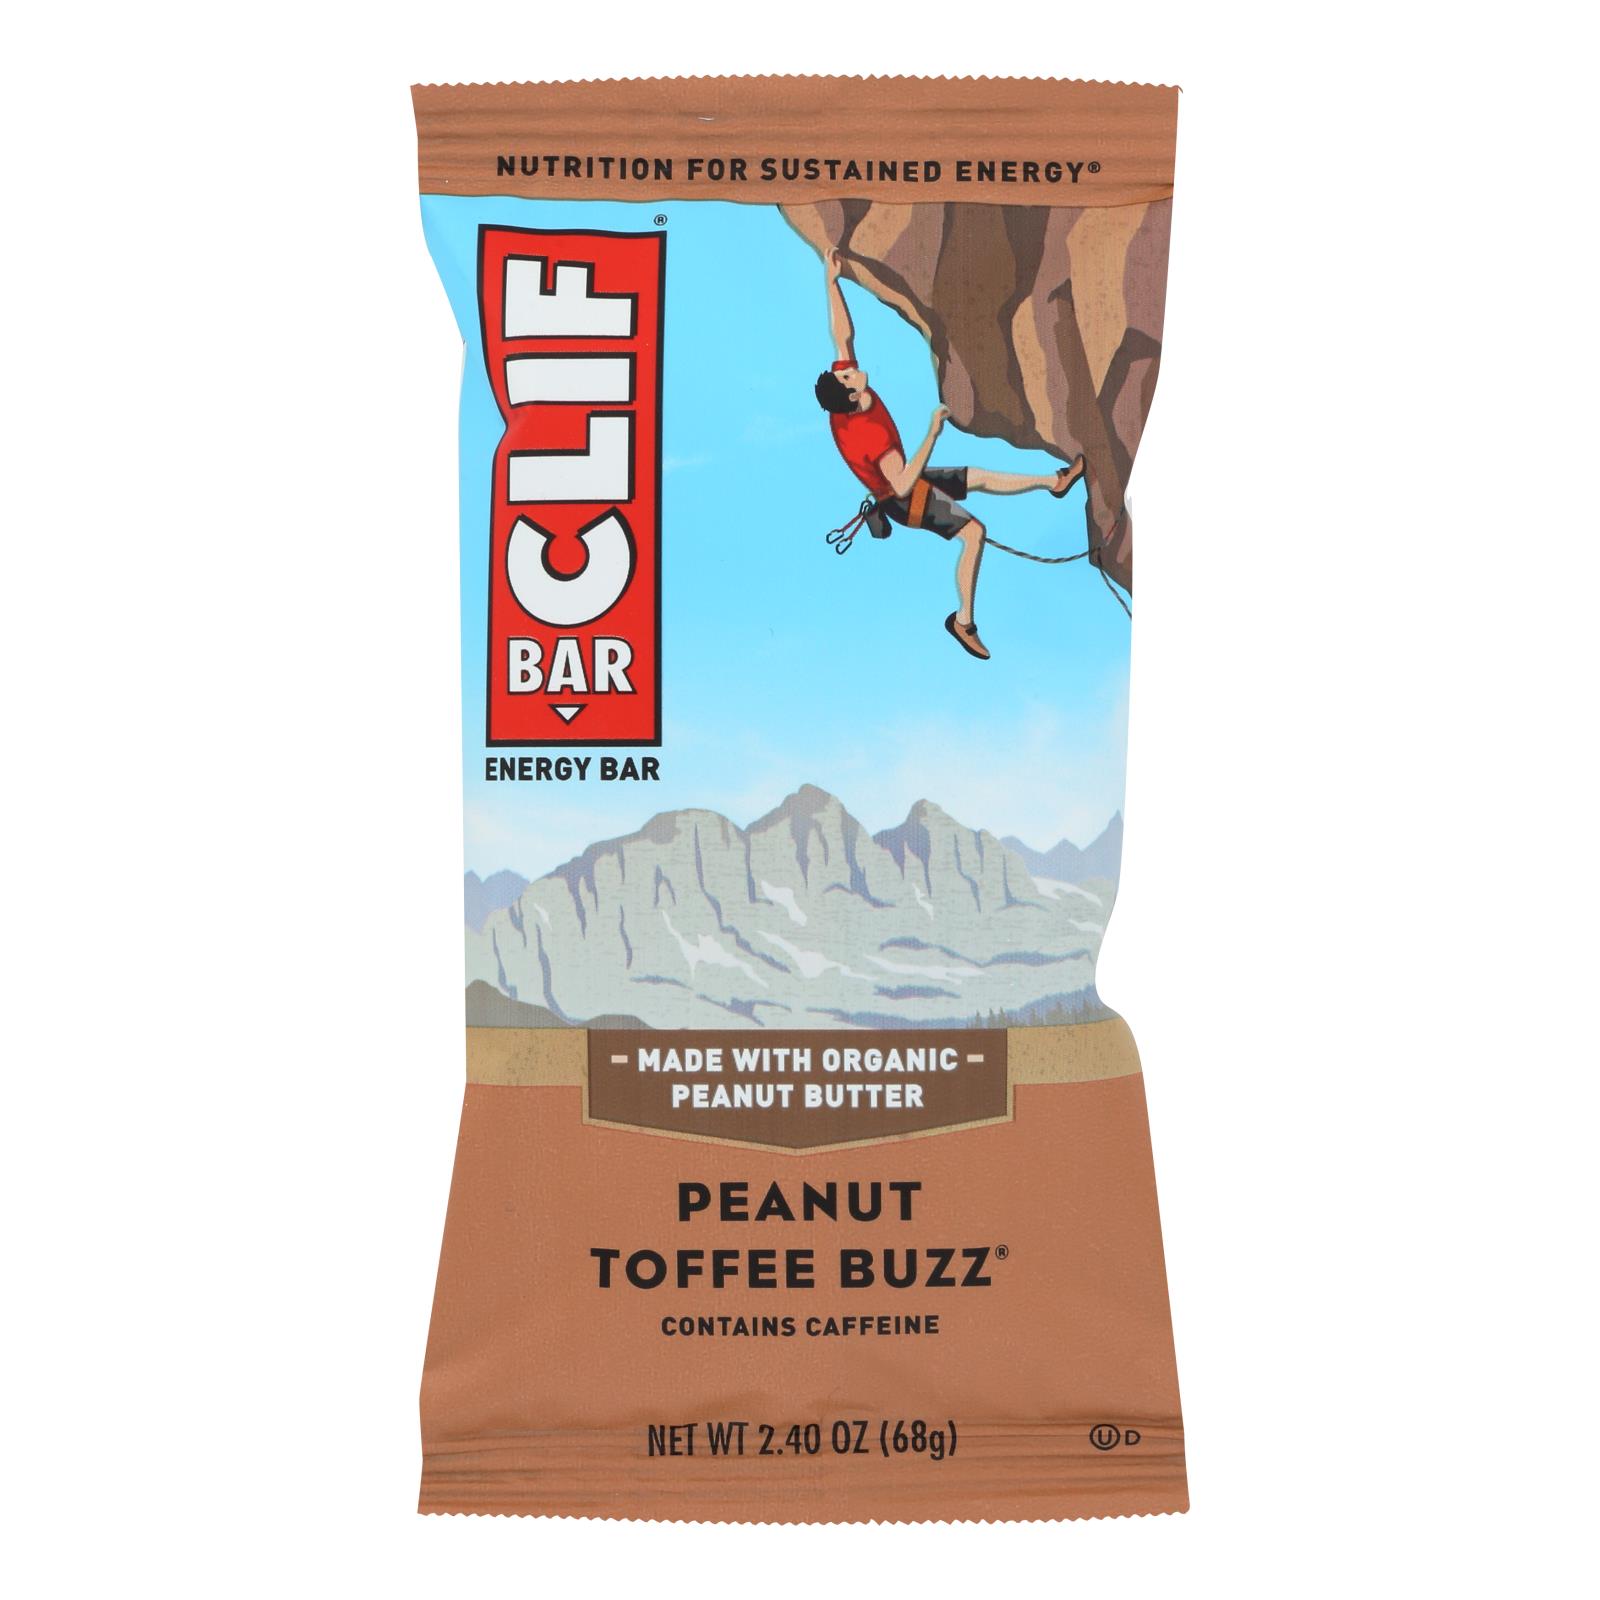 NUTRITION FOR SUSTAINED ENERGY®
CLIF®
BAR
ENERGY BAR
- MADE WITH ORGANIC -
PEANUT BUTTER
PEANUT
TOFFEE BUZZ®
CONTAINS CAFFEINE
NET WT 2.40 OZ (68g)
U D